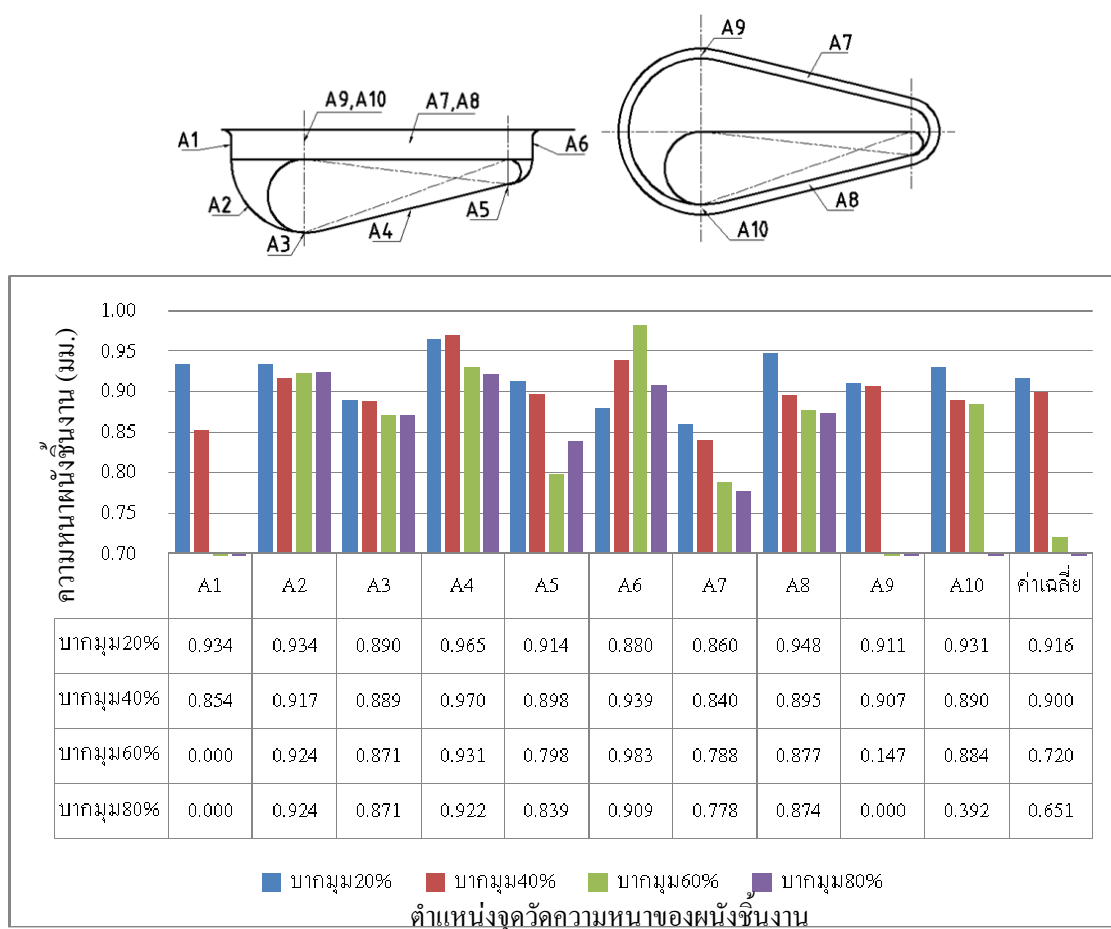 A9
A7
A9,A10
A7,A8
A1
A6
A2
A5
A8
A4
A3
A10
ความหนาผนังชิ้นงาน (มม.)
1.00
0.95
0.90
0.85
0.80
0.75
0.70
A1 A2 A3 A4 A5 A6 A7 A8 A9 A10 ค่าเฉลี่ย
บากมุม20% 0.934 0.934 0.890 0.965 0.914 0.880 0.860 0.948 0.911 0.931 0.916
บากมุม40% 0.854 0.917 0.889 0.970 0.898 0.939 0.840 0.895 0.907 0.890 0.900
บากมุม60% 0.000 0.924 0.871 0.931 0.798 0.983 0.788 0.877 0.147 0.884 0.720
บากมุม80% 0.000 0.924 0.871 0.922 0.839 0.909 0.778 0.874 0.000 0.392 0.651
บากมุม20% บากมุม40% บากมุม60% บากมุม80%
ตำแหน่งจุดวัดความหนาของผนังชิ้นงาน